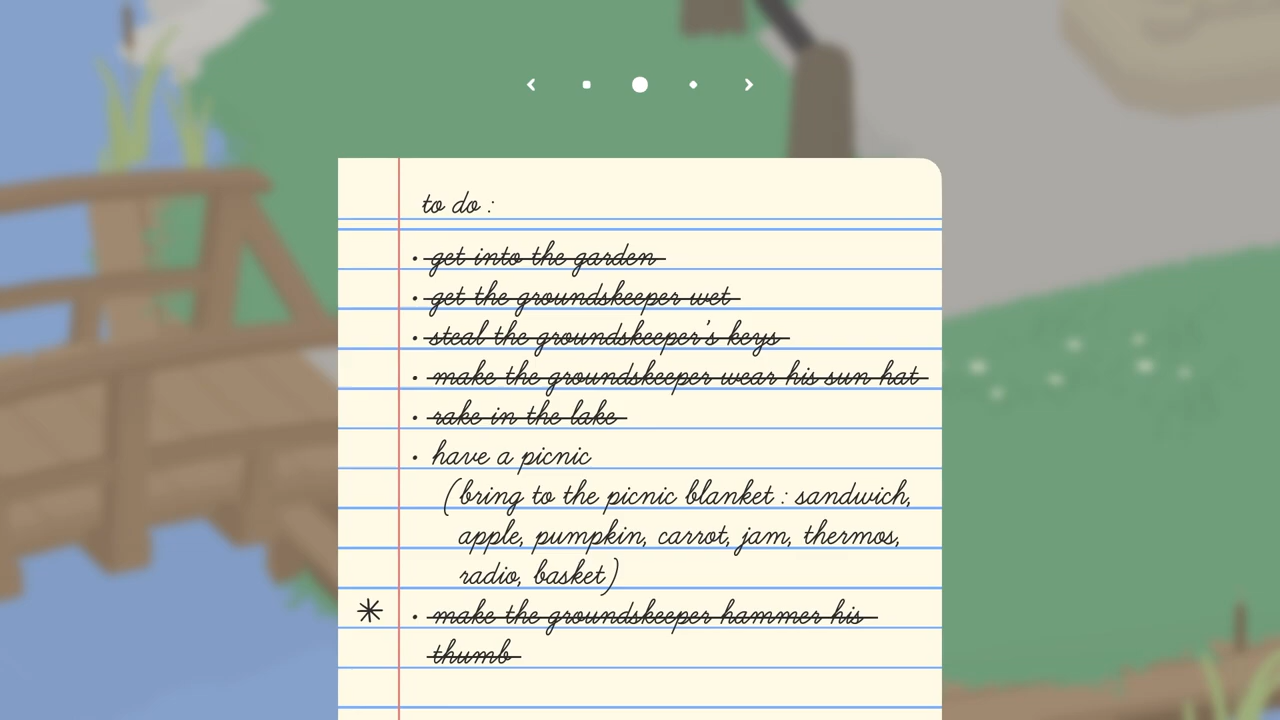 to do :
• get into the garden
• get the groundskeeper wet
• steal the groundskeeper's keys
• make the groundskeeper wear his sun hat
• rake in the lake
• have a picnic
(bring to the picnic blanket : sandwich,
apple, pumpkin, carrot, jam, thermos,
radio, basket)
* • make the groundskeeper hammer his
thumb